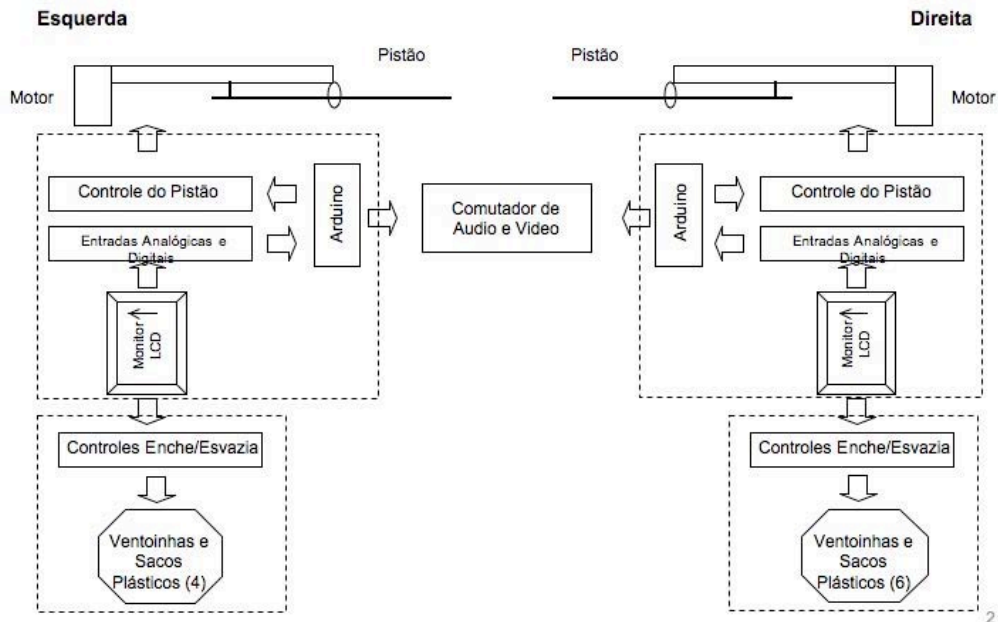 Esquerda
Direita
Pistão
Pistão
Motor
Motor
Controle do Pistão
Arduino
Comutador de
Audio e Video
Arduino
Controle do Pistão
Entradas Analógicas e
Digitais
Entradas Analógicas e
Digitais
Monitor
LCD
Monitor
LCD
Controles Enche/Esvazia
Controles Enche/Esvazia
Ventoinhas e
Sacos
Plásticos (4)
Ventoinhas e
Sacos
Plásticos (6)
2